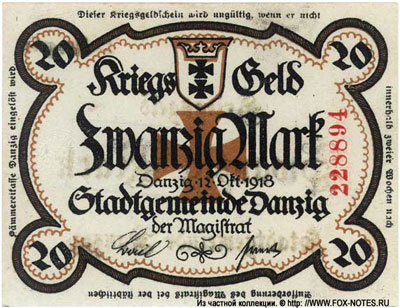 Dieser Kriegsgeldschein wird ungültig, wenn er nicht
innerhalb zweier Wochen nach
Aufforderung des Magistrats bei der städtischen
Kämmereikasse Danzig eingelöst wird
20 20
Kriegs Geld
Zwanzig Mark
Danzig·12·Okt·1918
Stadtgemeinde Danzig
der Magistrat
228894
20 20
Из частной коллекции. © http://WWW.FOX-NOTES.RU